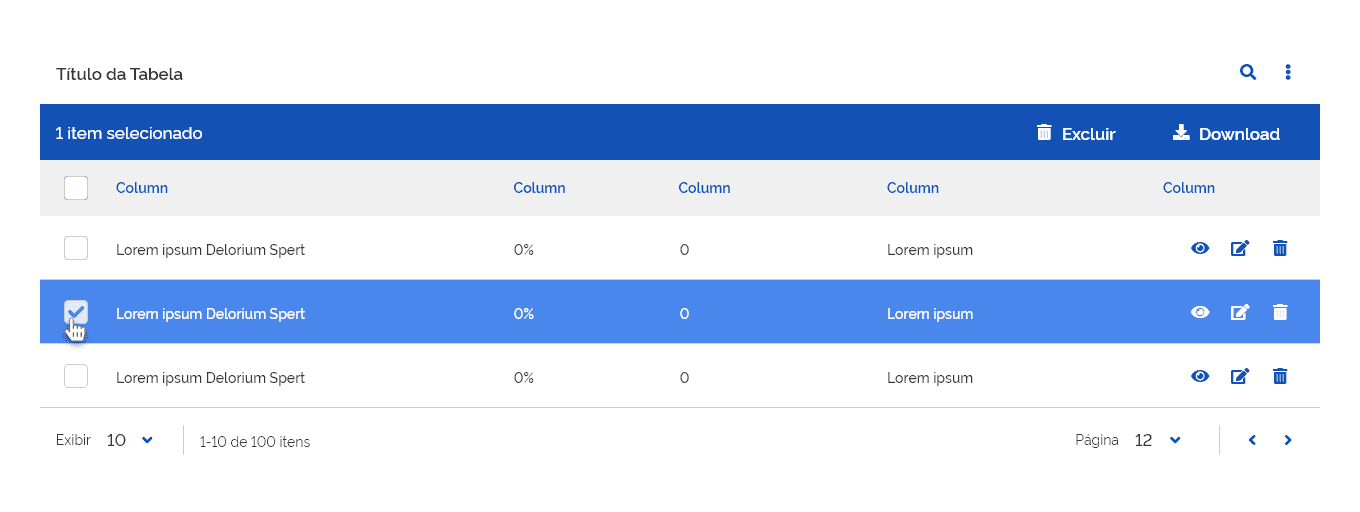 Título da Tabela
1 item selecionado Excluir Download
Column Column Column Column Column
Lorem ipsum Delorium Spert 0% 0 Lorem ipsum
Lorem ipsum Delorium Spert 0% 0 Lorem ipsum
Lorem ipsum Delorium Spert 0% 0 Lorem ipsum
Exibir 10 1-10 de 100 itens Página 12